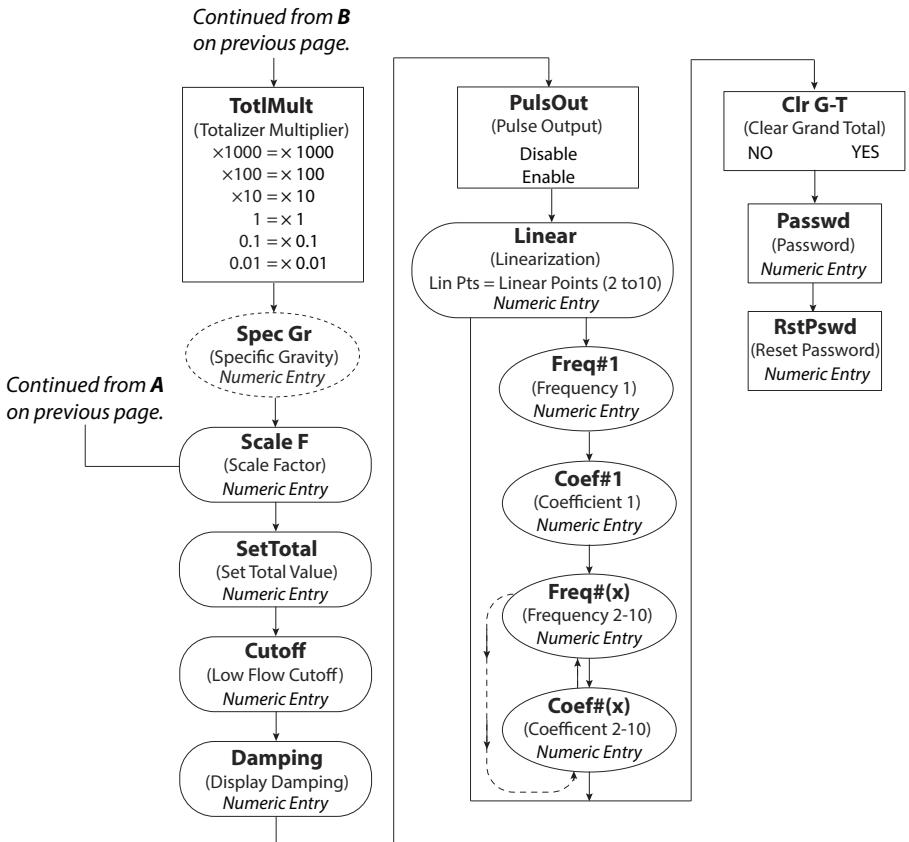 Continued from B
on previous page.
TotlMult
(Totalizer Multiplier)
×1000 = × 1000
×100 = × 100
×10 = × 10
1 = × 1
0.1 = × 0.1
0.01 = × 0.01
Spec Gr
(Specific Gravity)
Numeric Entry
Continued from A
on previous page.
Scale F
(Scale Factor)
Numeric Entry
SetTotal
(Set Total Value)
Numeric Entry
Cutoff
(Low Flow Cutoff)
Numeric Entry
Damping
(Display Damping)
Numeric Entry
PulsOut
(Pulse Output)
Disable
Enable
Linear
(Linearization)
Lin Pts = Linear Points (2 to10)
Numeric Entry
Freq#1
(Frequency 1)
Numeric Entry
Coef#1
(Coefficient 1)
Numeric Entry
Freq#(x)
(Frequency 2-10)
Numeric Entry
Coef#(x)
(Coefficent 2-10)
Numeric Entry
Clr G-T
(Clear Grand Total)
NO YES
Passwd
(Password)
Numeric Entry
RstPswd
(Reset Password)
Numeric Entry